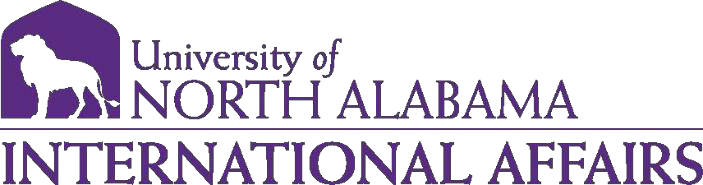 University of
NORTH ALABAMA
INTERNATIONAL AFFAIRS